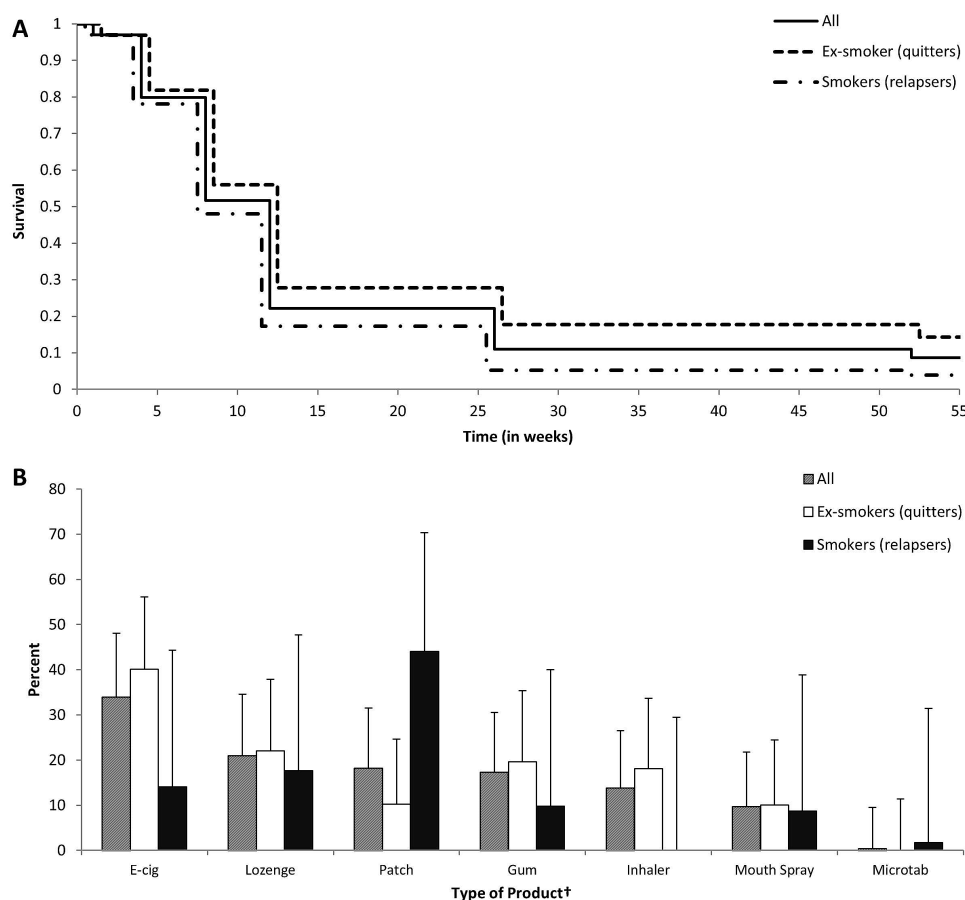 A
All
Ex-smoker (quitters)
Smokers (relapsers)
Survival
1
0.9
0.8
0.7
0.6
0.5
0.4
0.3
0.2
0.1
0
0 5 10 15 20 25 30 35 40 45 50 55
Time (in weeks)
B
All
Ex-smokers (quitters)
Smokers (relapsers)
Percent
80
70
60
50
40
30
20
10
0
E-cig Lozenge Patch Gum Inhaler Mouth Spray Microtab
Type of Product†